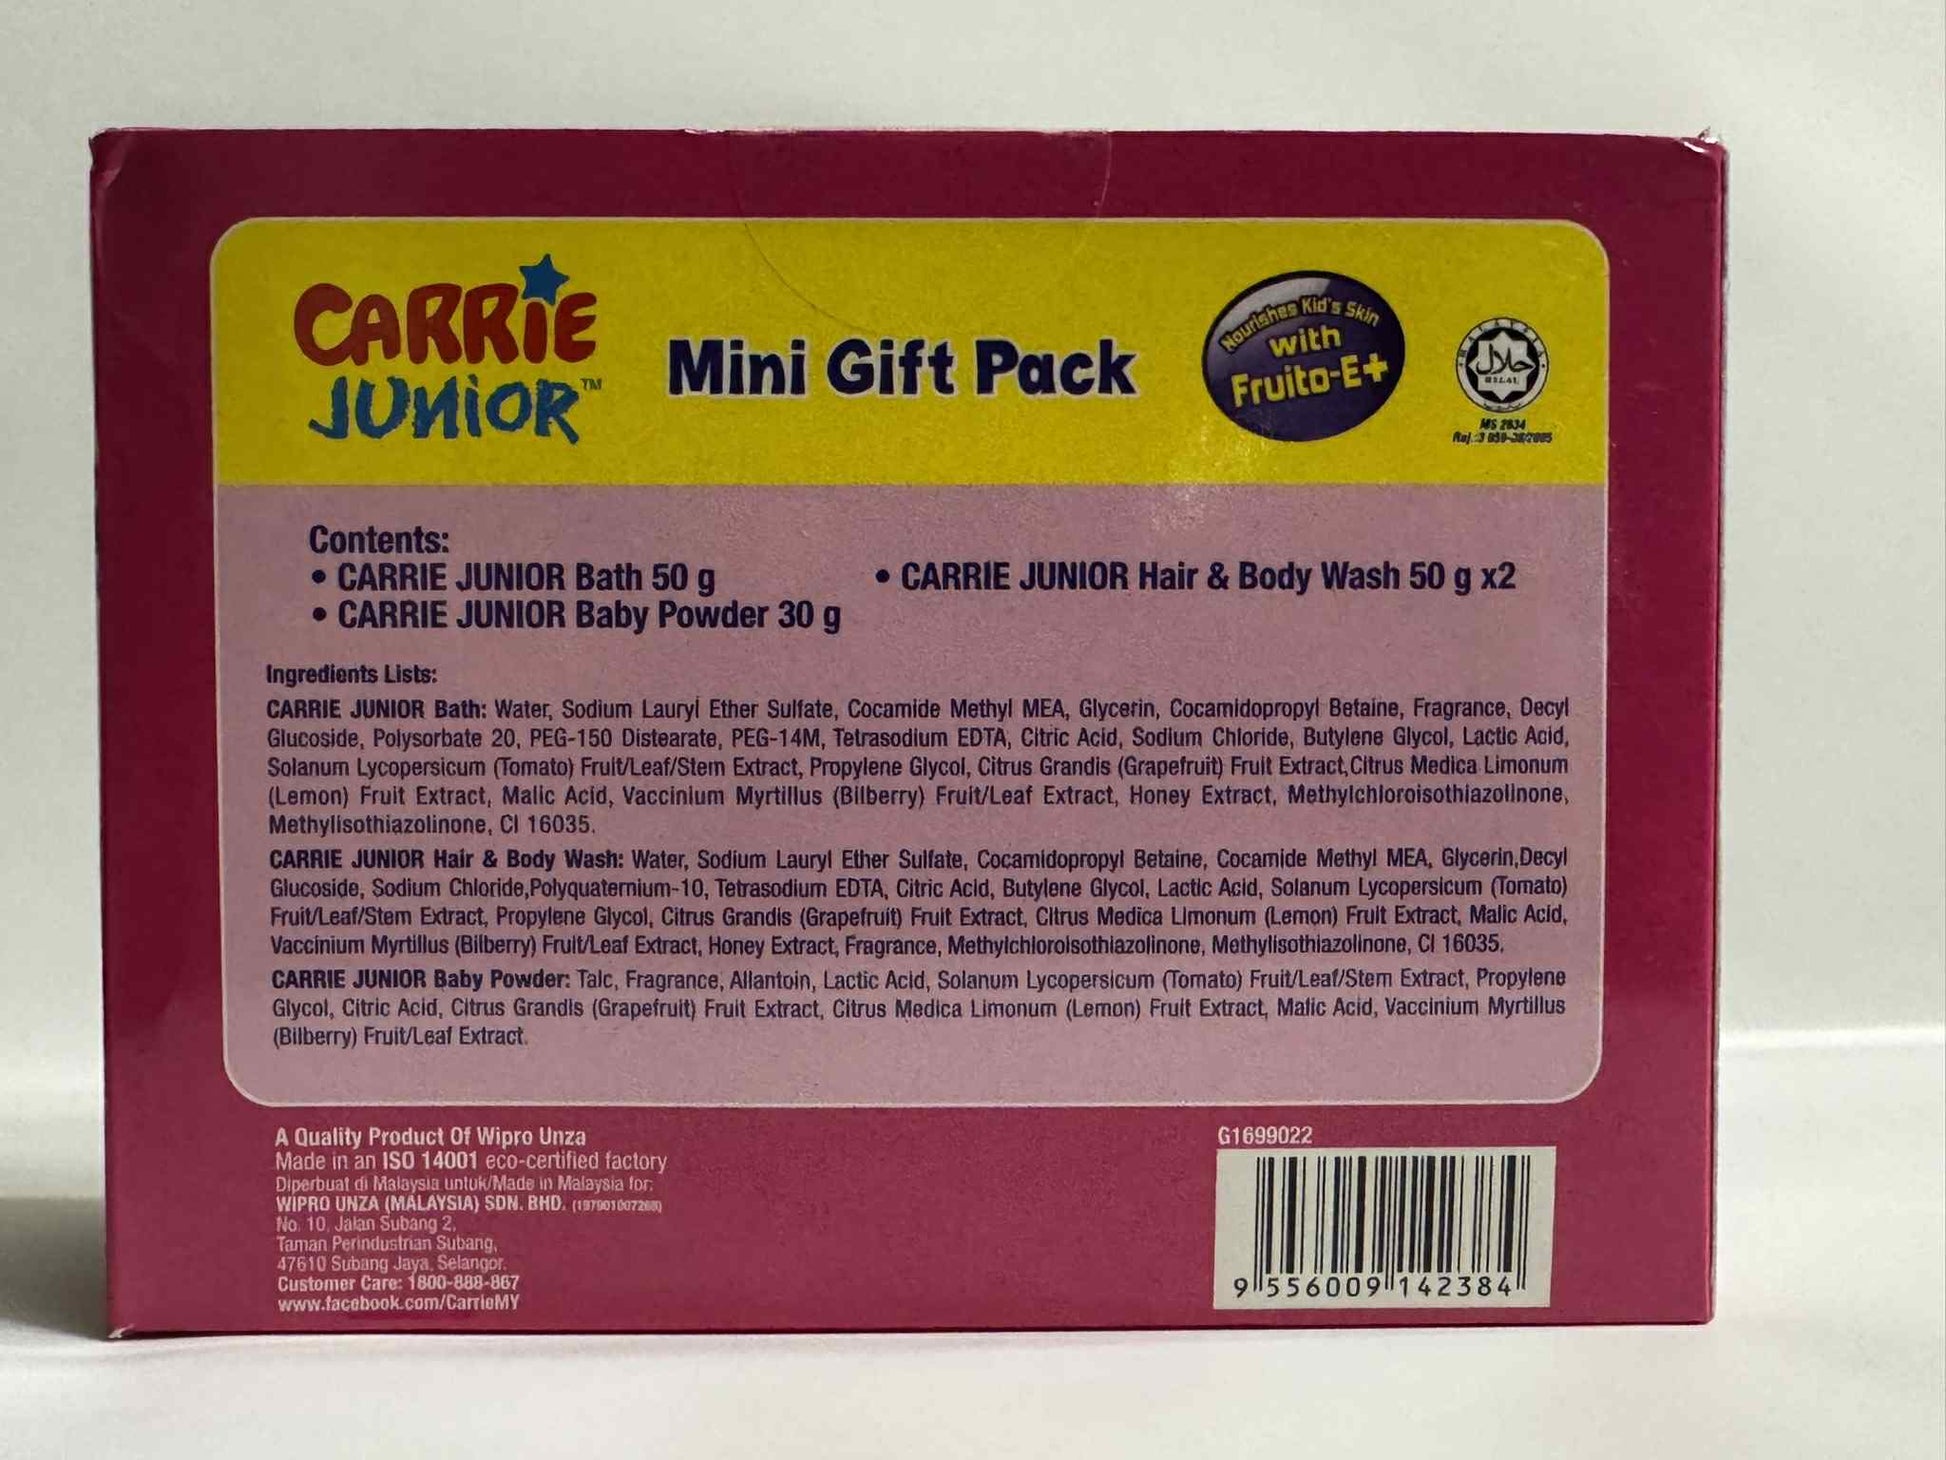 CARRIE
JUNIOR™
Mini Gift Pack
Nourishes Kid's Skin
with
Fruito-E+
MALAYSIA
حلال
HALAL
Contents:
• CARRIE JUNIOR Bath 50 g
• CARRIE JUNIOR Baby Powder 30 g
• CARRIE JUNIOR Hair & Body Wash 50 g x2
Ingredients Lists:
CARRIE JUNIOR Bath: Water, Sodium Lauryl Ether Sulfate, Cocamide Methyl MEA, Glycerin, Cocamidopropyl Betaine, Fragrance, Decyl
Glucoside, Polysorbate 20, PEG-150 Distearate, PEG-14M, Tetrasodium EDTA, Citric Acid, Sodium Chloride, Butylene Glycol, Lactic Acid,
Solanum Lycopersicum (Tomato) Fruit/Leaf/Stem Extract, Propylene Glycol, Citrus Grandis (Grapefruit) Fruit Extract,Citrus Medica Limonum
(Lemon) Fruit Extract, Malic Acid, Vaccinium Myrtillus (Bilberry) Fruit/Leaf Extract, Honey Extract, Methylchloroisothiazolinone,
Methylisothiazolinone, CI 16035.
CARRIE JUNIOR Hair & Body Wash: Water, Sodium Lauryl Ether Sulfate, Cocamidopropyl Betaine, Cocamide Methyl MEA, Glycerin,Decyl
Glucoside, Sodium Chloride,Polyquaternium-10, Tetrasodium EDTA, Citric Acid, Butylene Glycol, Lactic Acid, Solanum Lycopersicum (Tomato)
Fruit/Leaf/Stem Extract, Propylene Glycol, Citrus Grandis (Grapefruit) Fruit Extract, Citrus Medica Limonum (Lemon) Fruit Extract, Malic Acid,
Vaccinium Myrtillus (Bilberry) Fruit/Leaf Extract, Honey Extract, Fragrance, Methylchloroisothiazolinone, Methylisothiazolinone, CI 16035.
CARRIE JUNIOR Baby Powder: Talc, Fragrance, Allantoin, Lactic Acid, Solanum Lycopersicum (Tomato) Fruit/Leaf/Stem Extract, Propylene
Glycol, Citric Acid, Citrus Grandis (Grapefruit) Fruit Extract, Citrus Medica Limonum (Lemon) Fruit Extract, Malic Acid, Vaccinium Myrtillus
(Bilberry) Fruit/Leaf Extract.
A Quality Product Of Wipro Unza
Made in an ISO 14001 eco-certified factory
Diperbuat di Malaysia untuk/Made in Malaysia for:
WIPRO UNZA (MALAYSIA) SDN. BHD.
No. 10, Jalan Subang 2,
Taman Perindustrian Subang,
47610 Subang Jaya, Selangor.
Customer Care: 1800-888-867
www.facebook.com/CarrieMY
G1699022
9 556009 142384